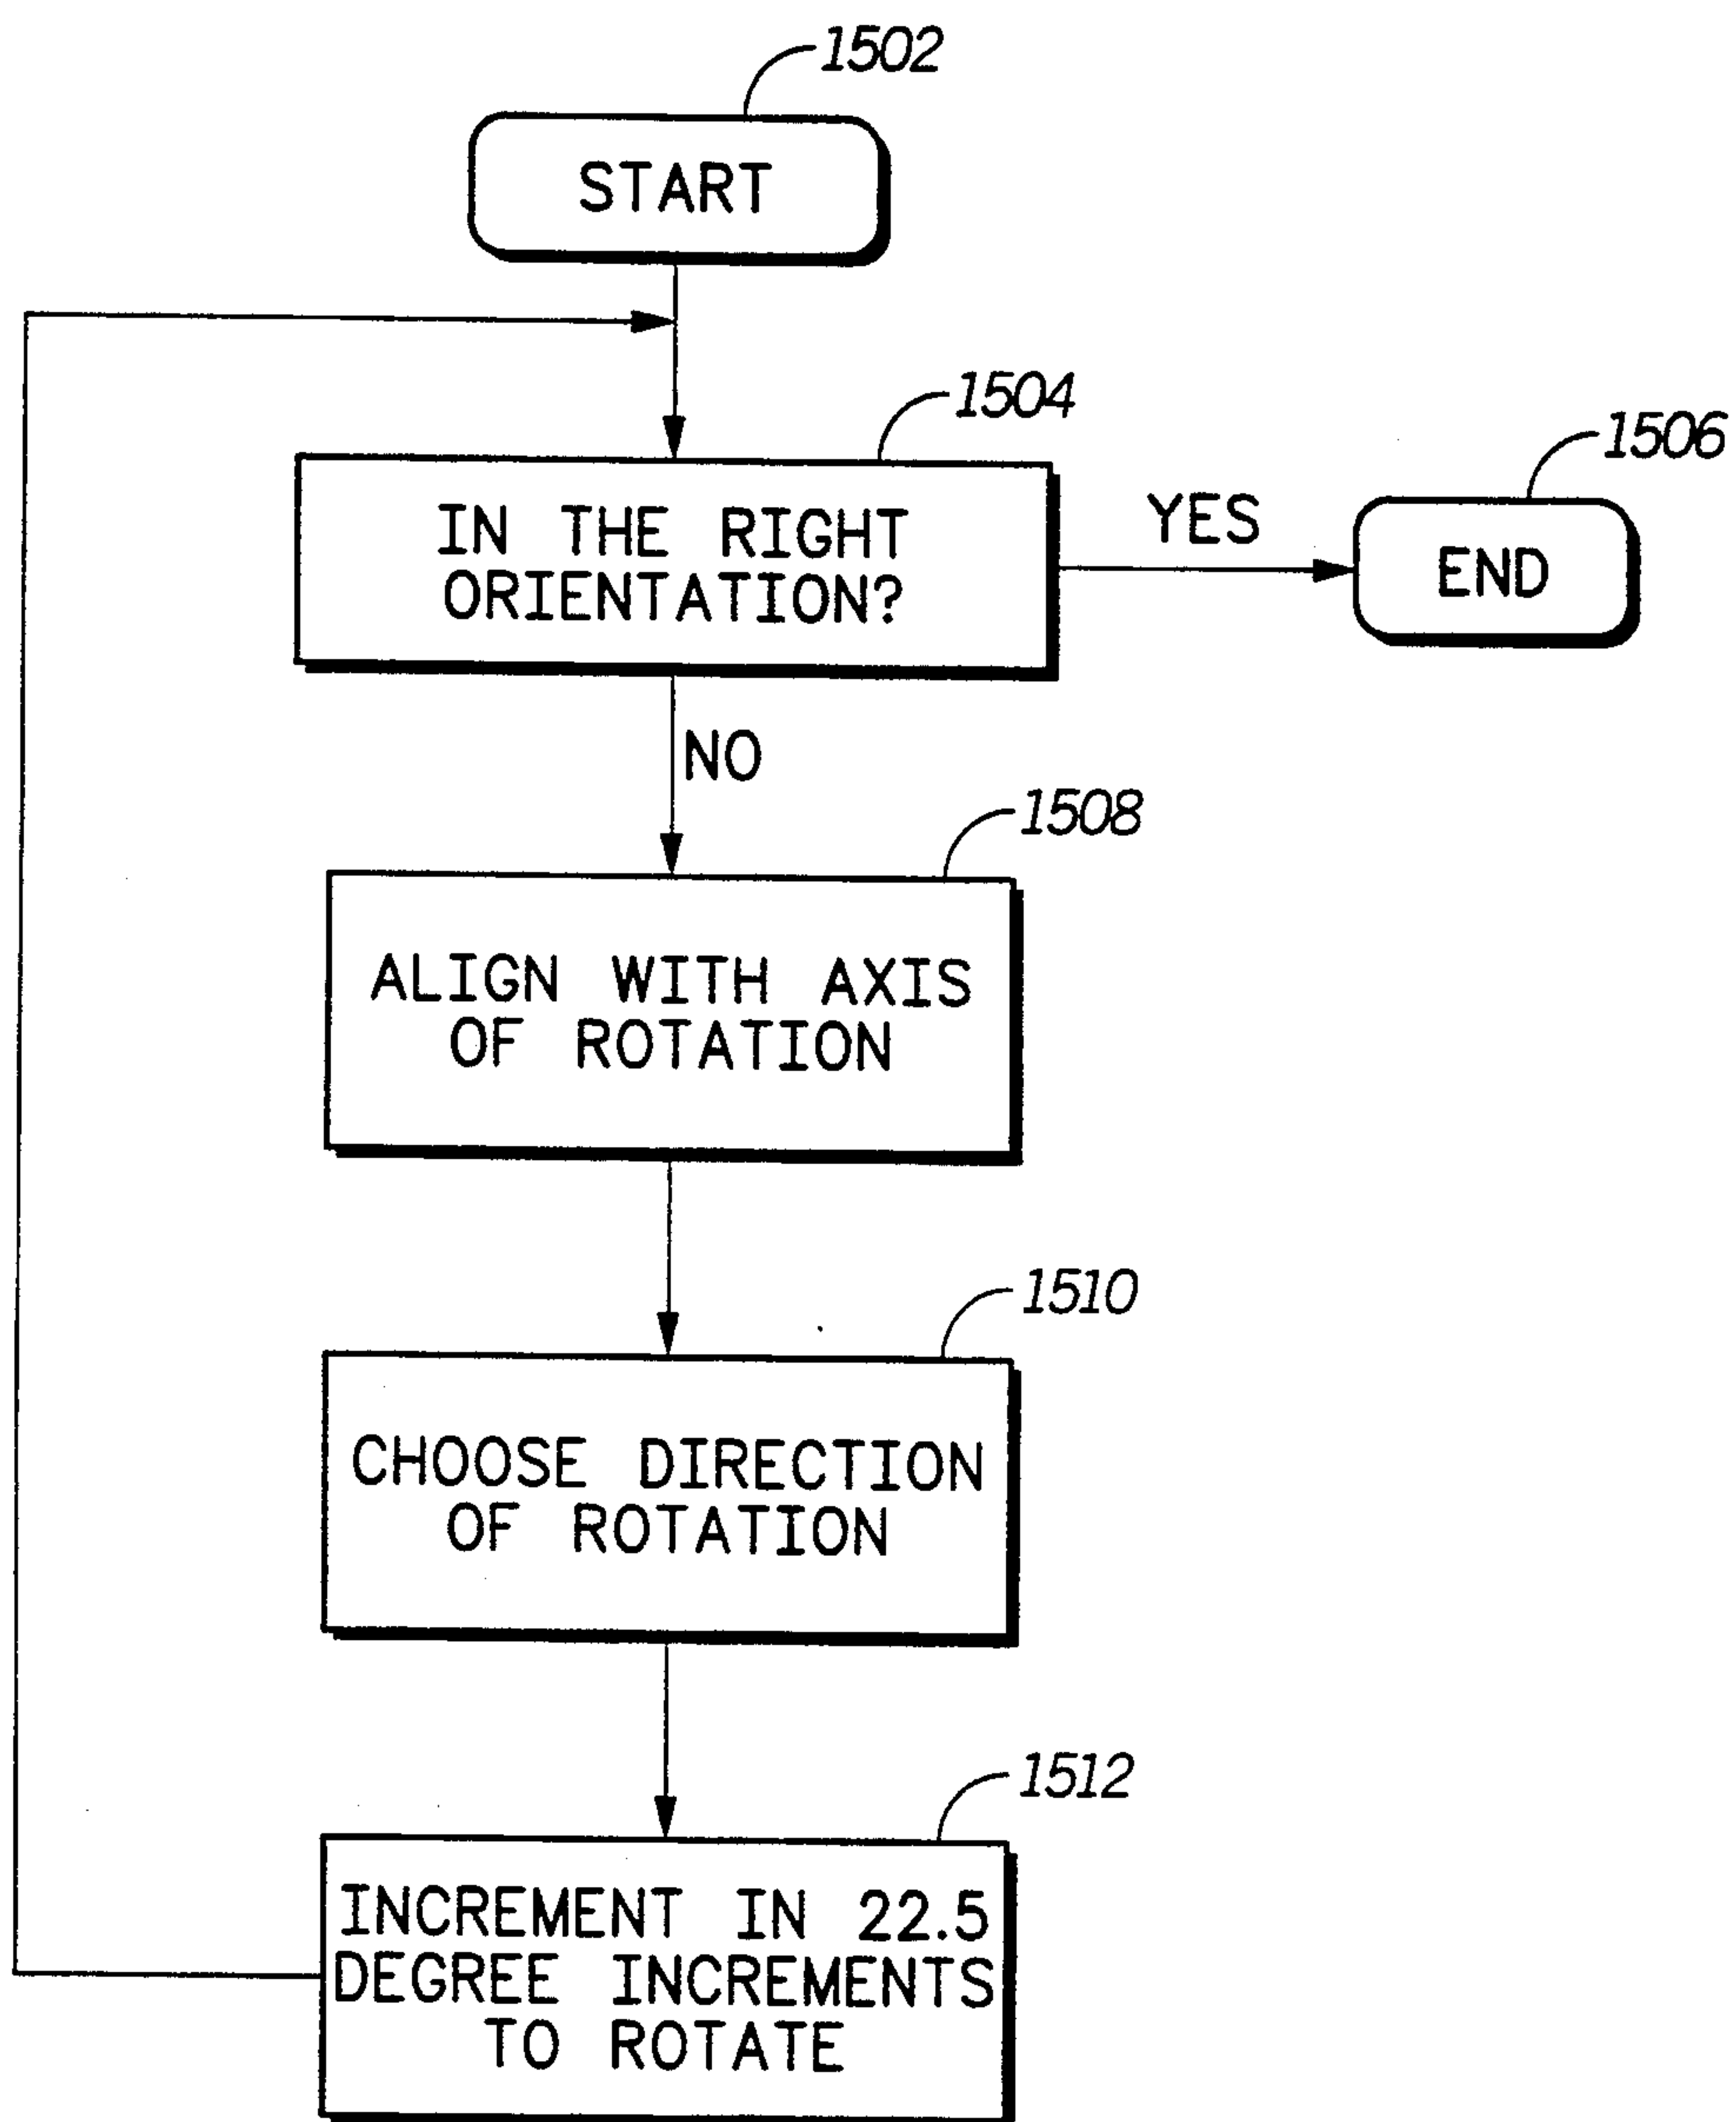 1502
START
1504
IN THE RIGHT
ORIENTATION?
YES
1506
END
NO
1508
ALIGN WITH AXIS
OF ROTATION
1510
CHOOSE DIRECTION
OF ROTATION
1512
INCREMENT IN 22.5
DEGREE INCREMENTS
TO ROTATE